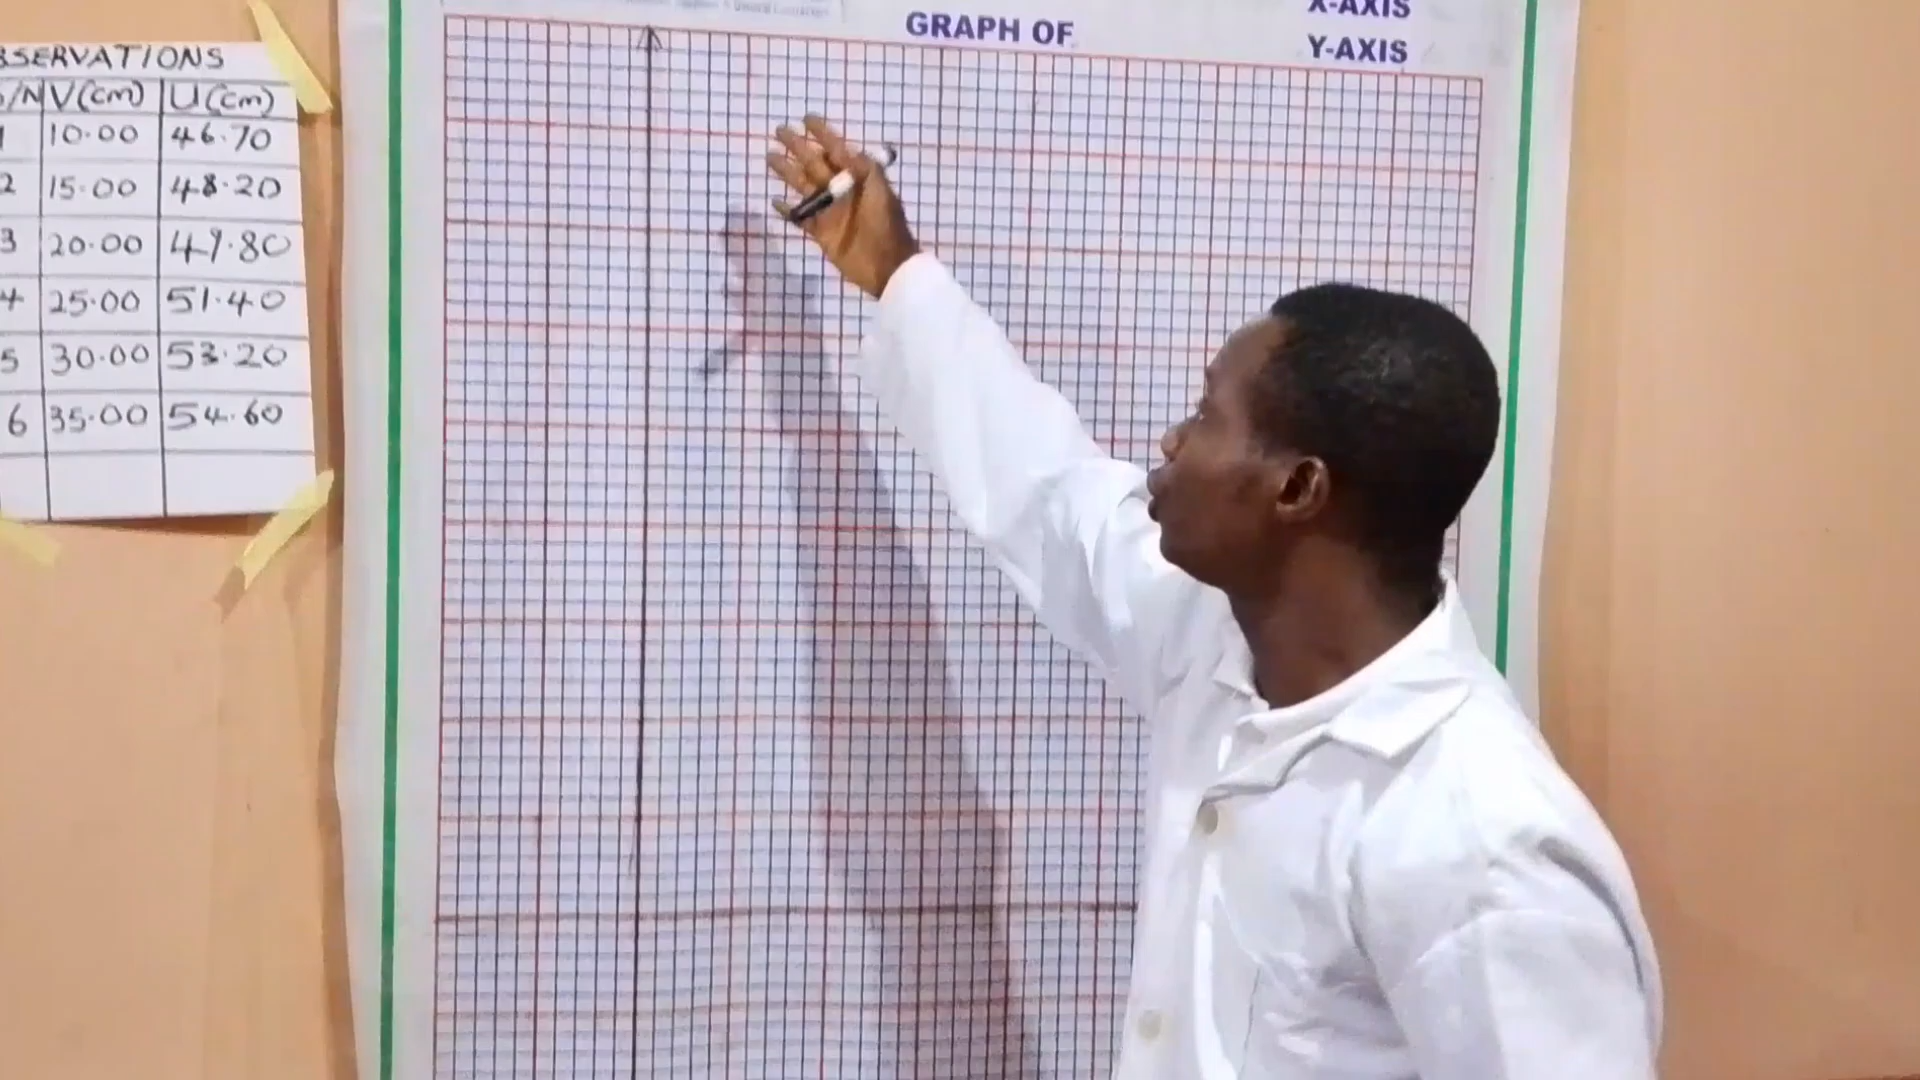 BSERVATIONS
S/N V(cm) U(cm)
1 10.00 46.70
2 15.00 48.20
3 20.00 49.80
4 25.00 51.40
5 30.00 53.20
6 35.00 54.60
GRAPH OF
X-AXIS
Y-AXIS